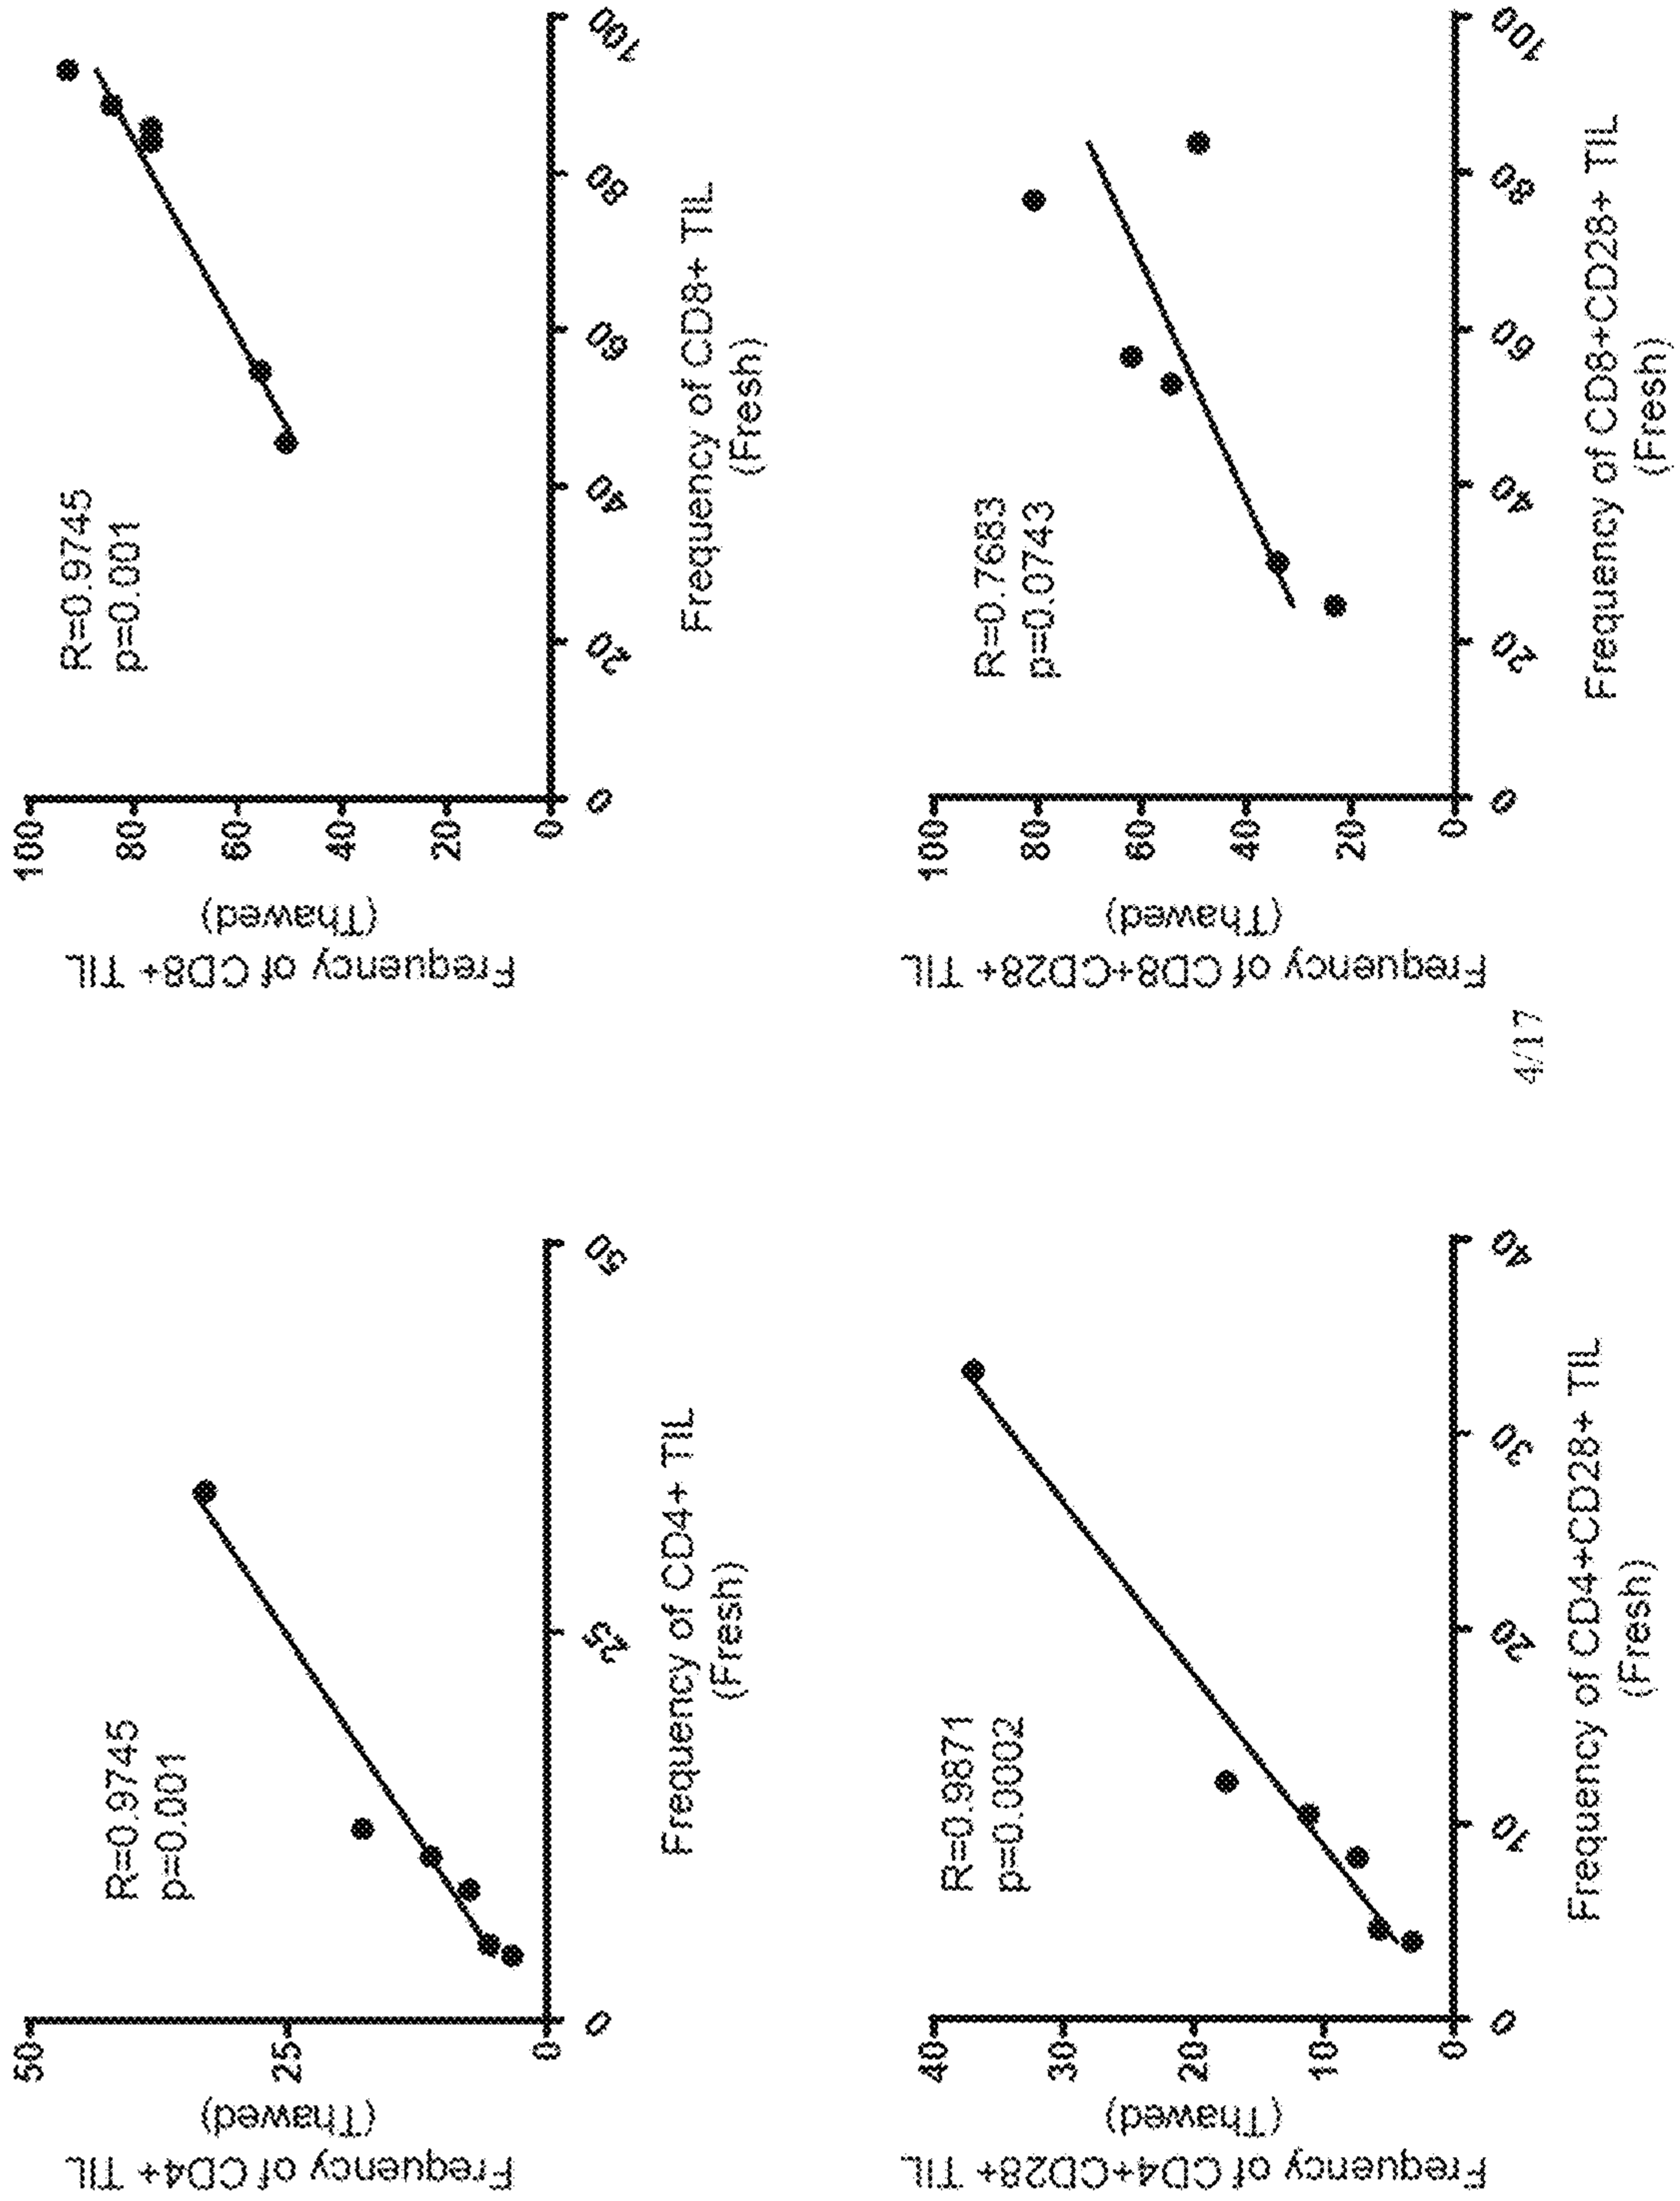 Frequency of CD4+ TIL
(Thawed)
50
25
0
R=0.9745
p=0.001
0
25
50
Frequency of CD4+ TIL
(Fresh)
Frequency of CD8+ TIL
(Thawed)
100
80
60
40
20
0
R=0.9745
p=0.001
0
20
40
60
80
100
Frequency of CD8+ TIL
(Fresh)
Frequency of CD4+CD28+ TIL
(Thawed)
40
30
20
10
0
R=0.9871
p=0.0002
0
10
20
30
40
Frequency of CD4+CD28+ TIL
(Fresh)
Frequency of CD8+CD28+ TIL
(Thawed)
100
80
60
40
20
0
R=0.7683
p=0.0743
0
20
40
60
80
100
Frequency of CD8+CD28+ TIL
(Fresh)
4/17